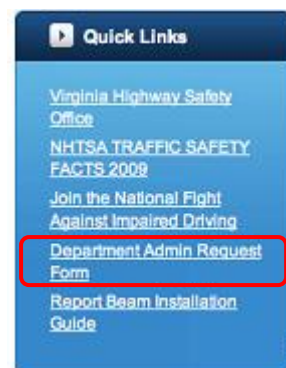 Quick Links
Virginia Highway Safety
Office
NHTSA TRAFFIC SAFETY
FACTS 2009
Join the National Fight
Against Impaired Driving
Department Admin Request
Form
Report Beam Installation
Guide